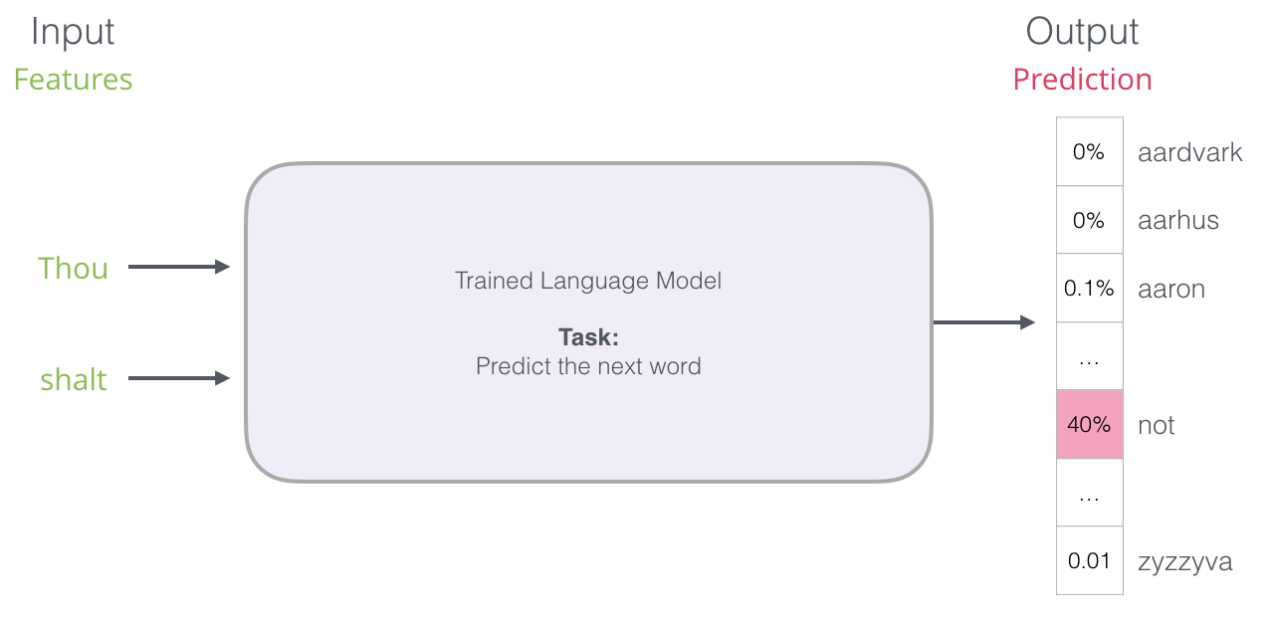 Input
Features
Thou
shalt
Trained Language Model
Task:
Predict the next word
Output
Prediction
0% aardvark
0% aarhus
0.1% aaron
...
40% not
...
0.01 zyzzyva